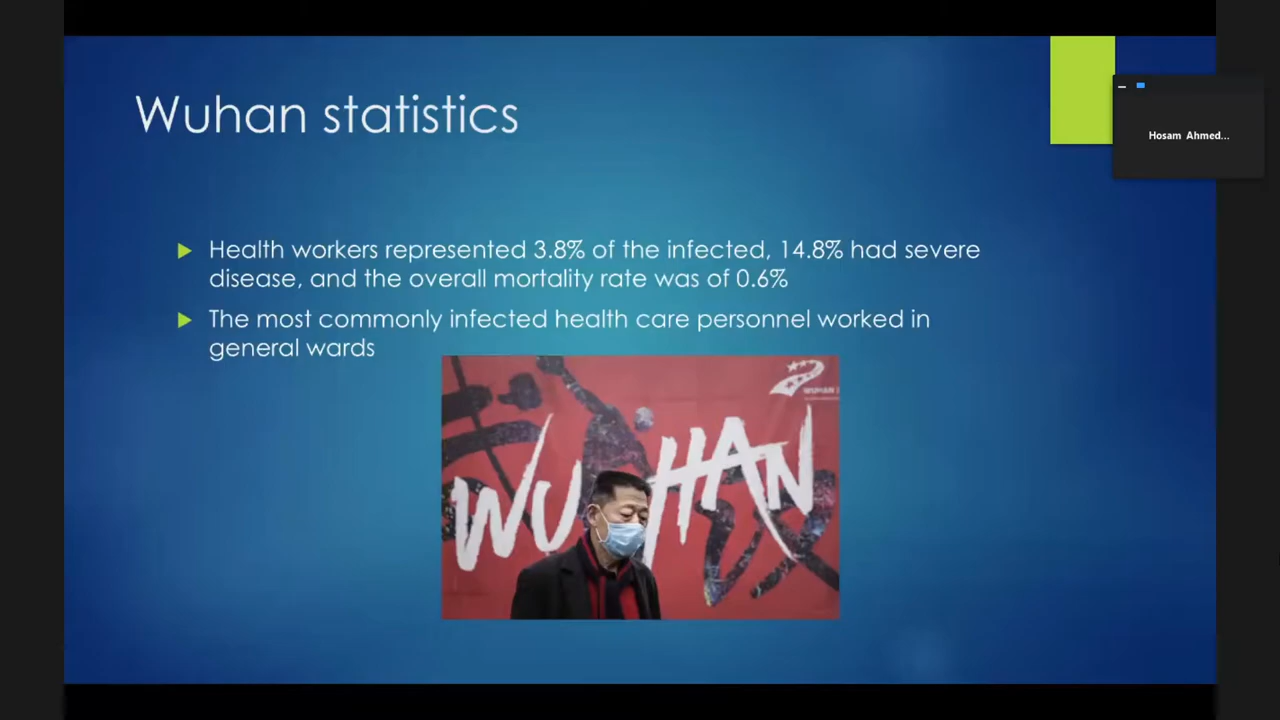 Wuhan statistics
Hosam Ahmed...
Health workers represented 3.8% of the infected, 14.8% had severe
disease, and the overall mortality rate was of 0.6%
The most commonly infected health care personnel worked in
general wards
WUHAN
WUHAN